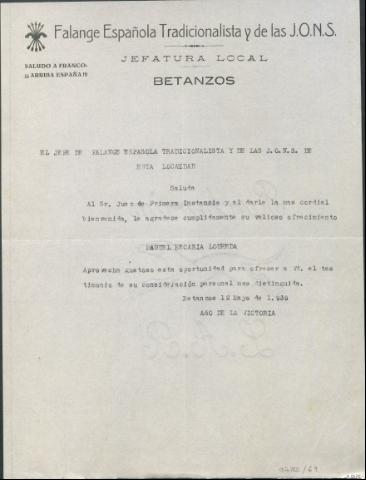 Falange Española Tradicionalista y de las J.O.N.S.
JEFATURA LOCAL
SALUDO A FRANCO:
¡¡ ARRIBA ESPAÑA !!
BETANZOS
EL JEFE DE FALANGE ESPAÑOLA TRADICIONALISTA Y DE LAS J.O.N.S. DE
ESTA LOCALIDAD
Saluda
Al Sr. Juez de Primera Instancia y al darle la mas cordial
bienvenida, le agradece cumplidamente su valioso ofrecimiento
MANUEL BECARIA LOUREDA
Aprovecha gustoso esta oportunidad para ofrecer a Vd. el tes
timonio de su consideración personal mas distinguida.
Betanzos 12 Mayo de 1.939
AÑO DE LA VICTORIA